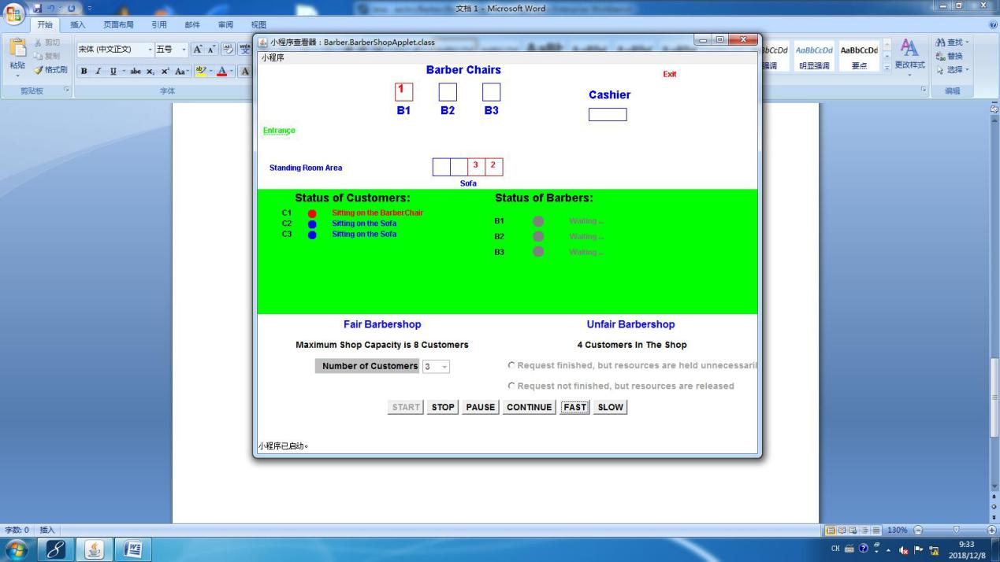 文档 1 - Microsoft Word
开始 插入 页面布局 引用 邮件 审阅 视图
粘贴
剪切
复制
格式刷
宋体 (中文正文) 五号
B I U abc x₂ x² Aa
剪贴板
字体
AaBbCcDd AaBbCcDd
强调 明显强调 要点
更改样式
查找
替换
选择
编辑
小程序查看器：Barber.BarberShopApplet.class
小程序
Barber Chairs
Exit
1
B1 B2 B3
Cashier
Entrance
Standing Room Area
3 2
Sofa
Status of Customers:
C1 Sitting on the BarberChair
C2 Sitting on the Sofa
C3 Sitting on the Sofa
Status of Barbers:
B1 Waiting ...
B2 Waiting ...
B3 Waiting ...
Fair Barbershop
Unfair Barbershop
Maximum Shop Capacity is 8 Customers
4 Customers In The Shop
Number of Customers 3
Request finished, but resources are held unnecessaril
Request not finished, but resources are released
START STOP PAUSE CONTINUE FAST SLOW
小程序已启动。
字数: 0 插入
130%
CH
9:33
2018/12/8